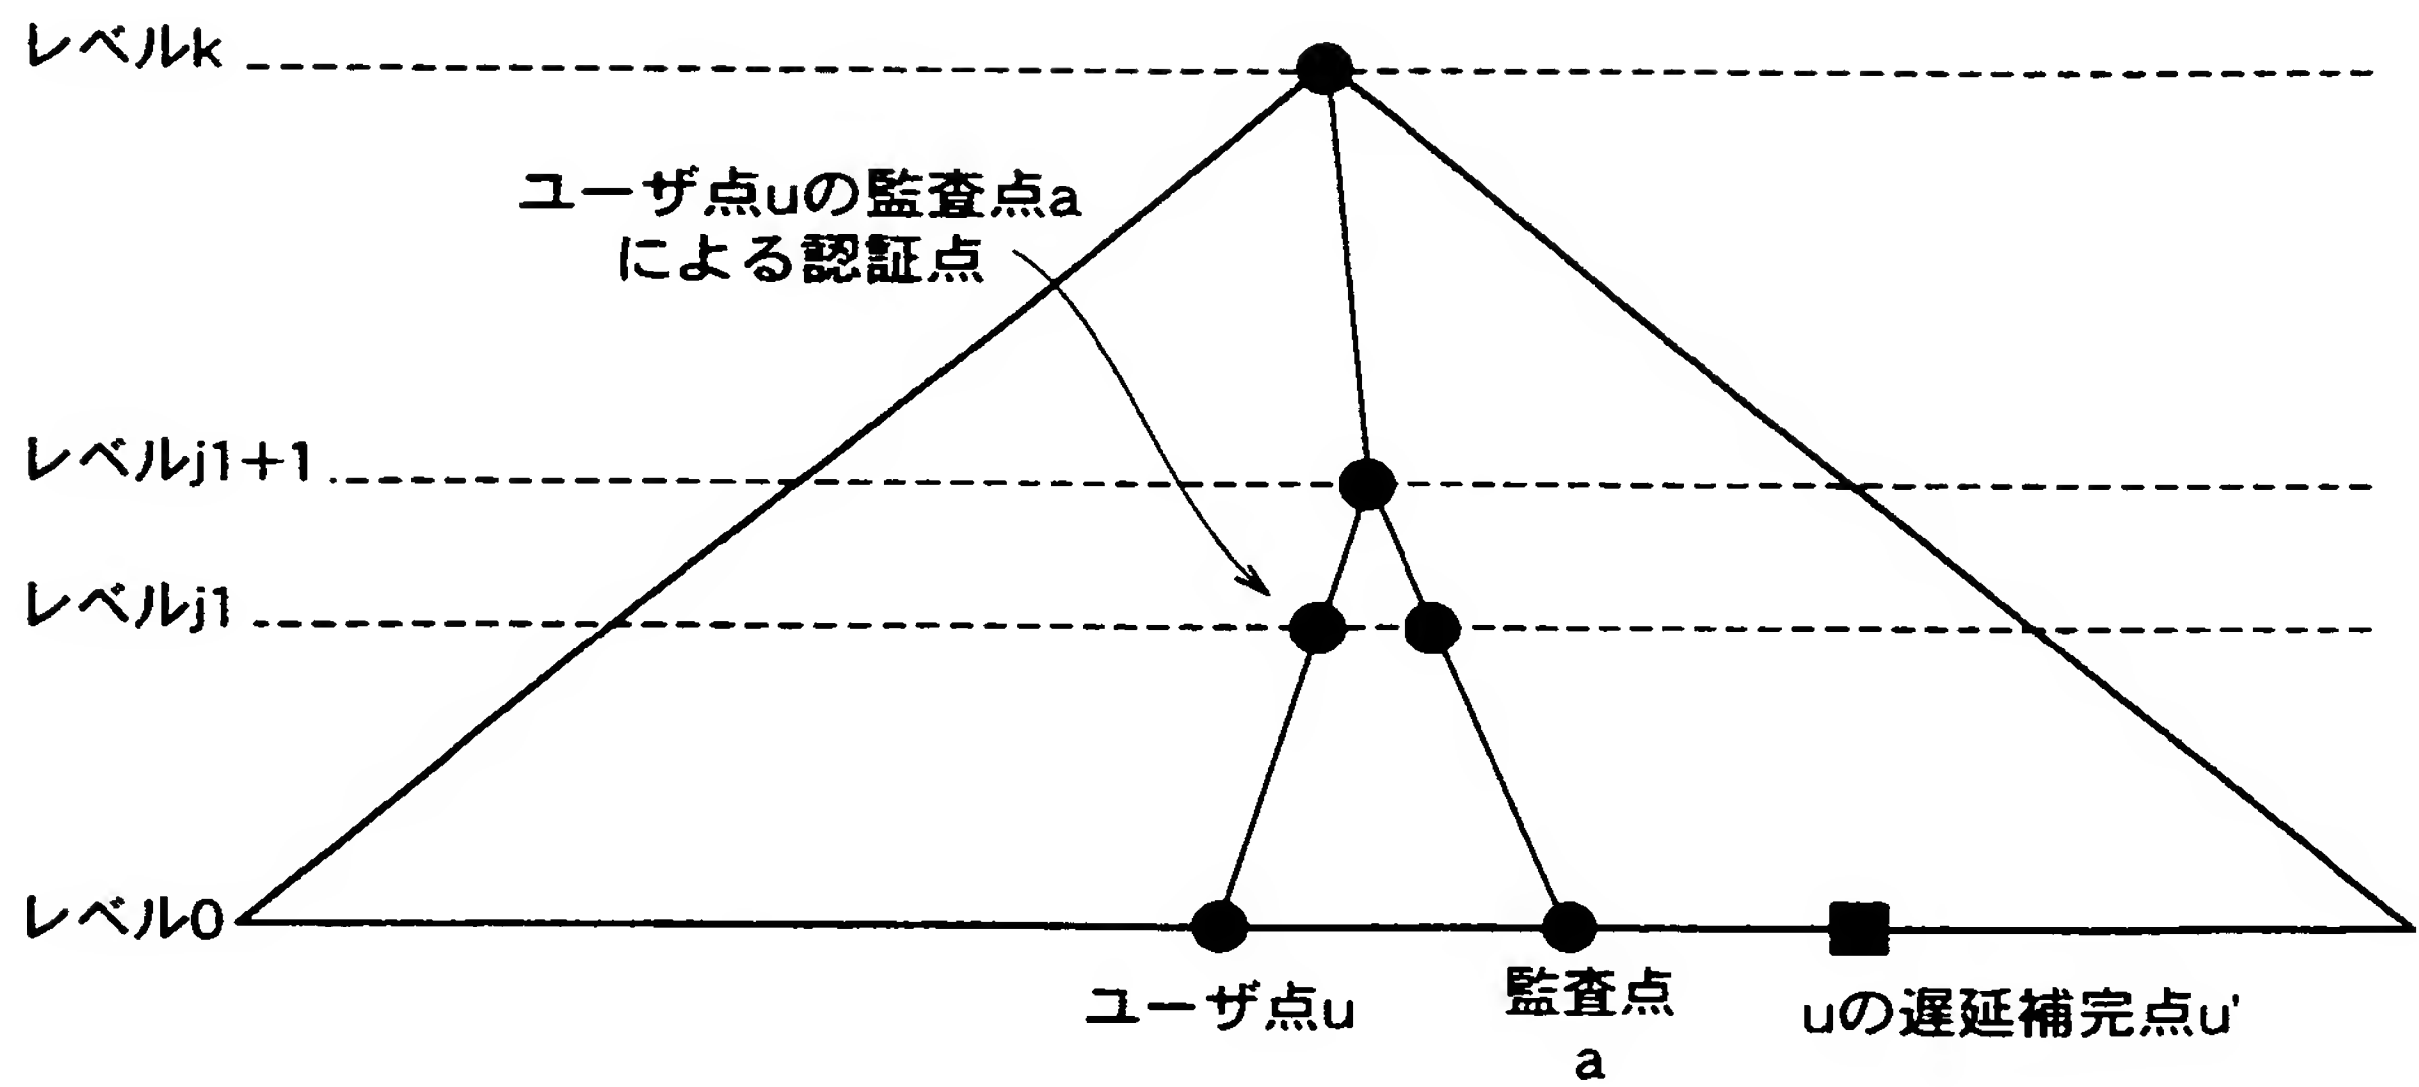 レベルk
ユーザ点uの監査点a
による認証点
レベルj1+1
レベルj1
レベル0
ユーザ点u
監査点
a
uの遅延補完点u'